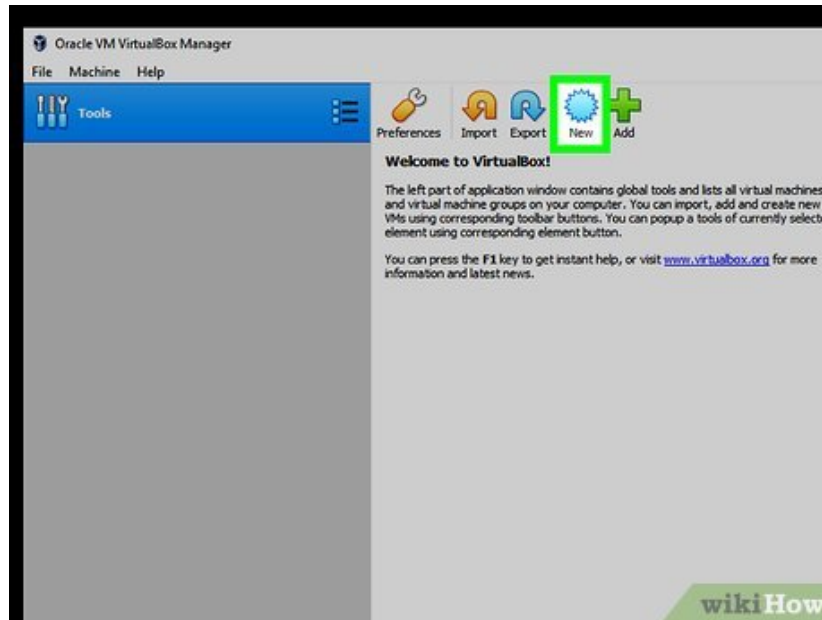 Oracle VM VirtualBox Manager
File Machine Help
Tools
Preferences Import Export New Add
Welcome to VirtualBox!
The left part of application window contains global tools and lists all virtual machines
and virtual machine groups on your computer. You can import, add and create new
VMs using corresponding toolbar buttons. You can popup a tools of currently selecte
element using corresponding element button.
You can press the F1 key to get instant help, or visit www.virtualbox.org for more
information and latest news.
wikiHow